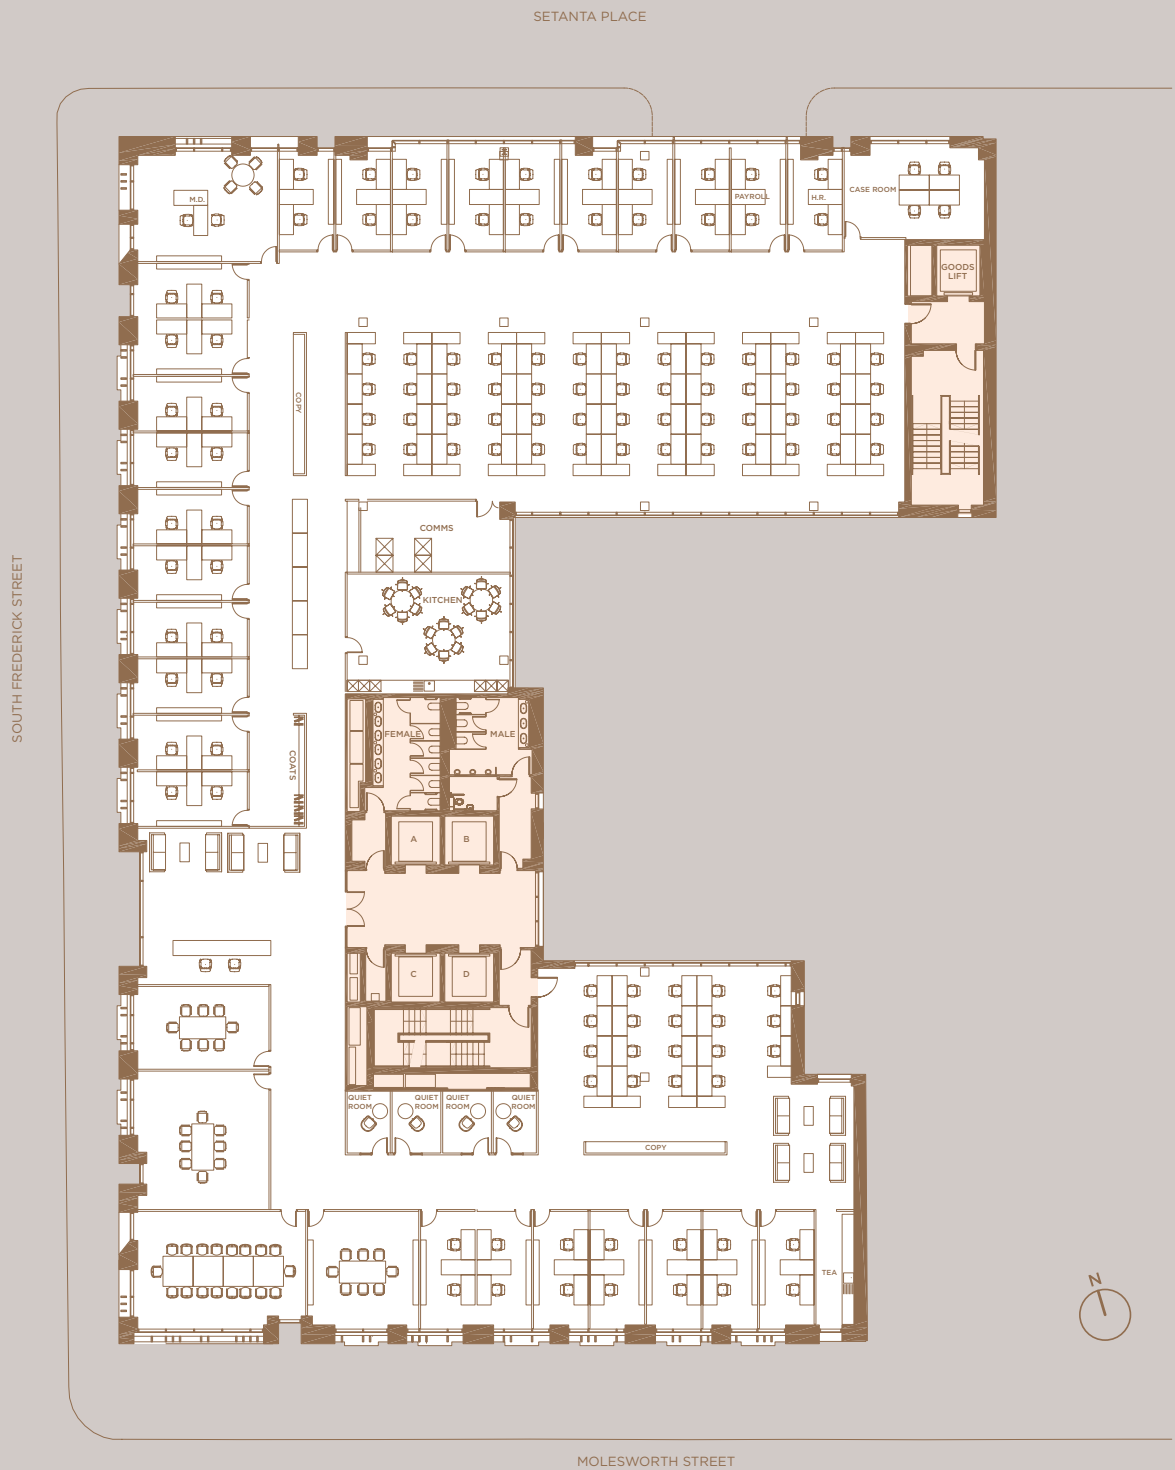 SETANTA PLACE
M.D.
PAYROLL
H.R.
CASE ROOM
GOODS
LIFT
COPY
COMMS
KITCHEN
SOUTH FREDERICK STREET
FEMALE
MALE
COATS
A
B
C
D
QUIET
ROOM
QUIET
ROOM
QUIET
ROOM
QUIET
ROOM
COPY
TEA
N
MOLESWORTH STREET